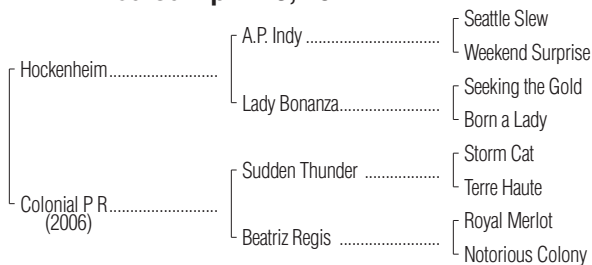 Seattle Slew
A.P. Indy
Weekend Surprise
Hockenheim
Seeking the Gold
Lady Bonanza
Born a Lady
Storm Cat
Sudden Thunder
Terre Haute
Colonial P R
(2006)
Royal Merlot
Beatriz Regis
Notorious Colony